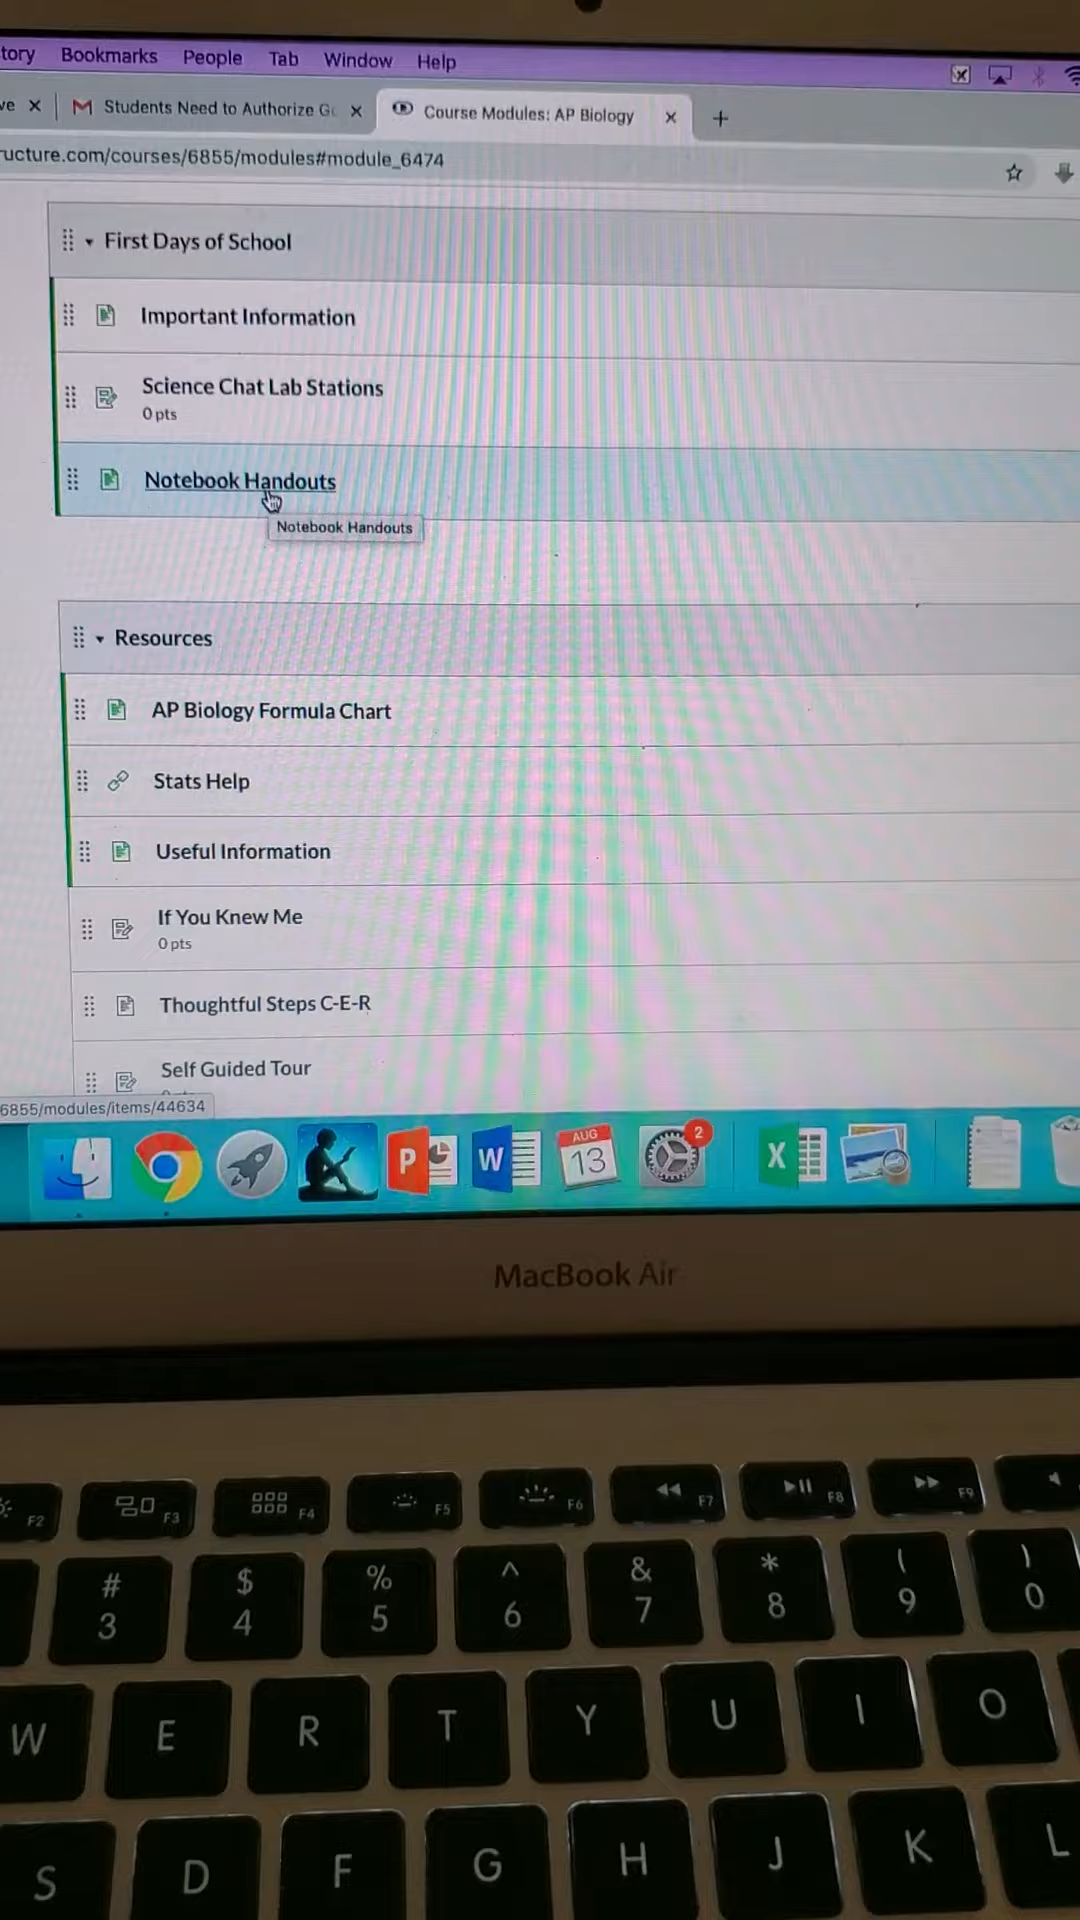 tory Bookmarks People Tab Window Help
ve Students Need to Authorize Go Course Modules: AP Biology
ructure.com/courses/6855/modules#module_6474
First Days of School
Important Information
Science Chat Lab Stations
0 pts
Notebook Handouts
Notebook Handouts
Resources
AP Biology Formula Chart
Stats Help
Useful Information
If You Knew Me
0 pts
Thoughtful Steps C-E-R
Self Guided Tour
6855/modules/items/44634
P W AUG 13 2 X
MacBook Air
F2 F3 F4 F5 F6 F7 F8 F9
# $ % ^ & * ( )
3 4 5 6 7 8 9 0
W E R T Y U I O
S D F G H J K L